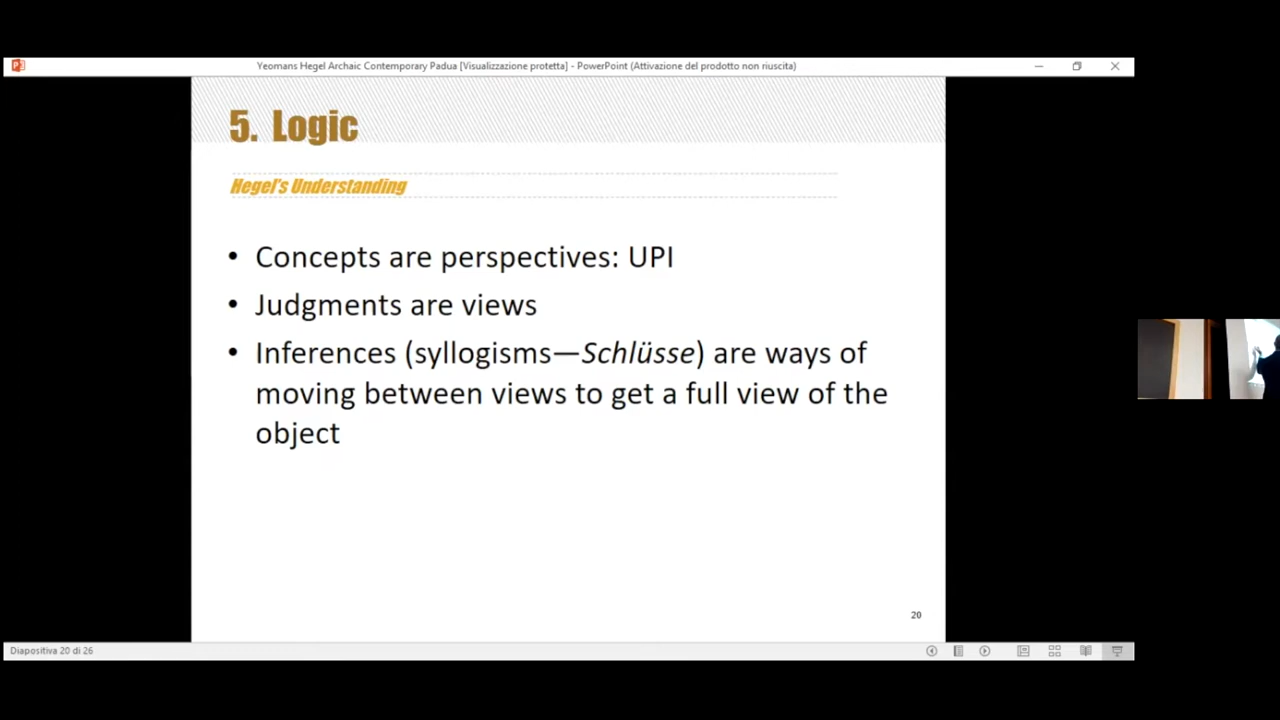 Yeomans Hegel Archaic Contemporary Padua [Visualizzazione protetta] - PowerPoint (Attivazione del prodotto non riuscita)
5. Logic
Hegel's Understanding
• Concepts are perspectives: UPI
• Judgments are views
• Inferences (syllogisms—Schlüsse) are ways of
moving between views to get a full view of the
object
20
Diapositiva 20 di 26